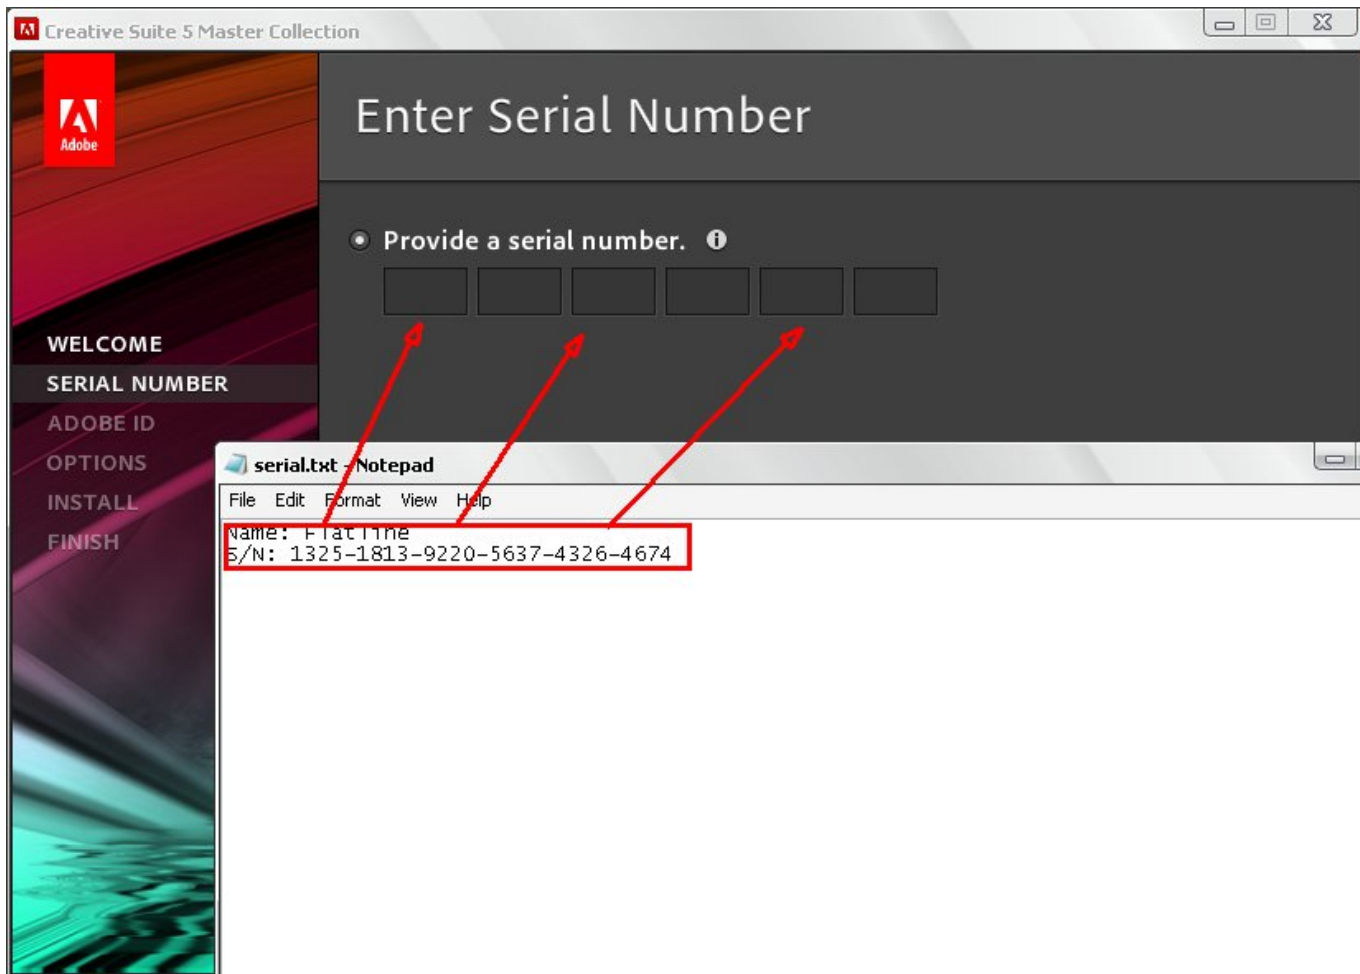 Creative Suite 5 Master Collection
Adobe
Enter Serial Number
Provide a serial number.
WELCOME
SERIAL NUMBER
ADOBE ID
OPTIONS
INSTALL
FINISH
serial.txt - Notepad
File Edit Format View Help
Name: Flatline
S/N: 1325-1813-9220-5637-4326-4674